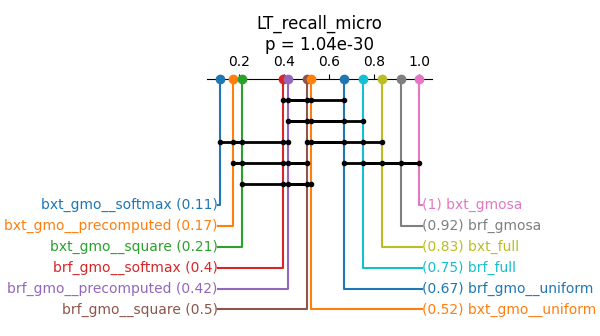 LT_recall_micro
p = 1.04e-30
0.2 0.4 0.6 0.8 1.0
bxt_gmo__softmax (0.11) (1) bxt_gmosa
bxt_gmo__precomputed (0.17) (0.92) brf_gmosa
bxt_gmo__square (0.21) (0.83) bxt_full
brf_gmo__softmax (0.4) (0.75) brf_full
brf_gmo__precomputed (0.42) (0.67) brf_gmo__uniform
brf_gmo__square (0.5) (0.52) bxt_gmo__uniform